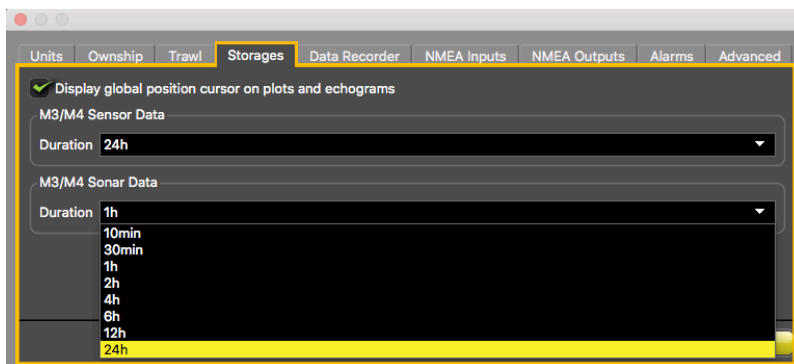 Units Ownship Trawl Storages Data Recorder NMEA Inputs NMEA Outputs Alarms Advanced
Display global position cursor on plots and echograms
M3/M4 Sensor Data
Duration 24h
M3/M4 Sonar Data
Duration 1h
10min
30min
1h
2h
4h
6h
12h
24h